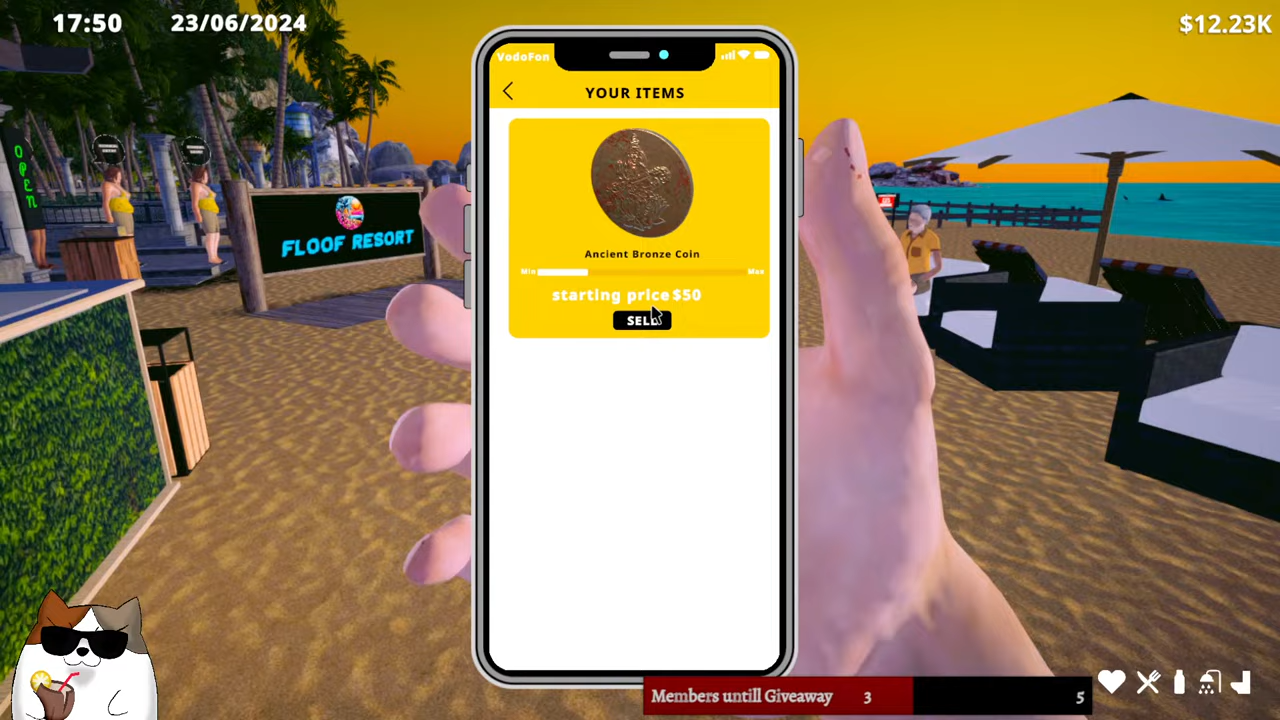 17:50 23/06/2024
$12.23K
VodoFon
YOUR ITEMS
Ancient Bronze Coin
Min Max
starting price $50
SELL
OPEN
FLOOF RESORT
Members untill Giveaway 3 5